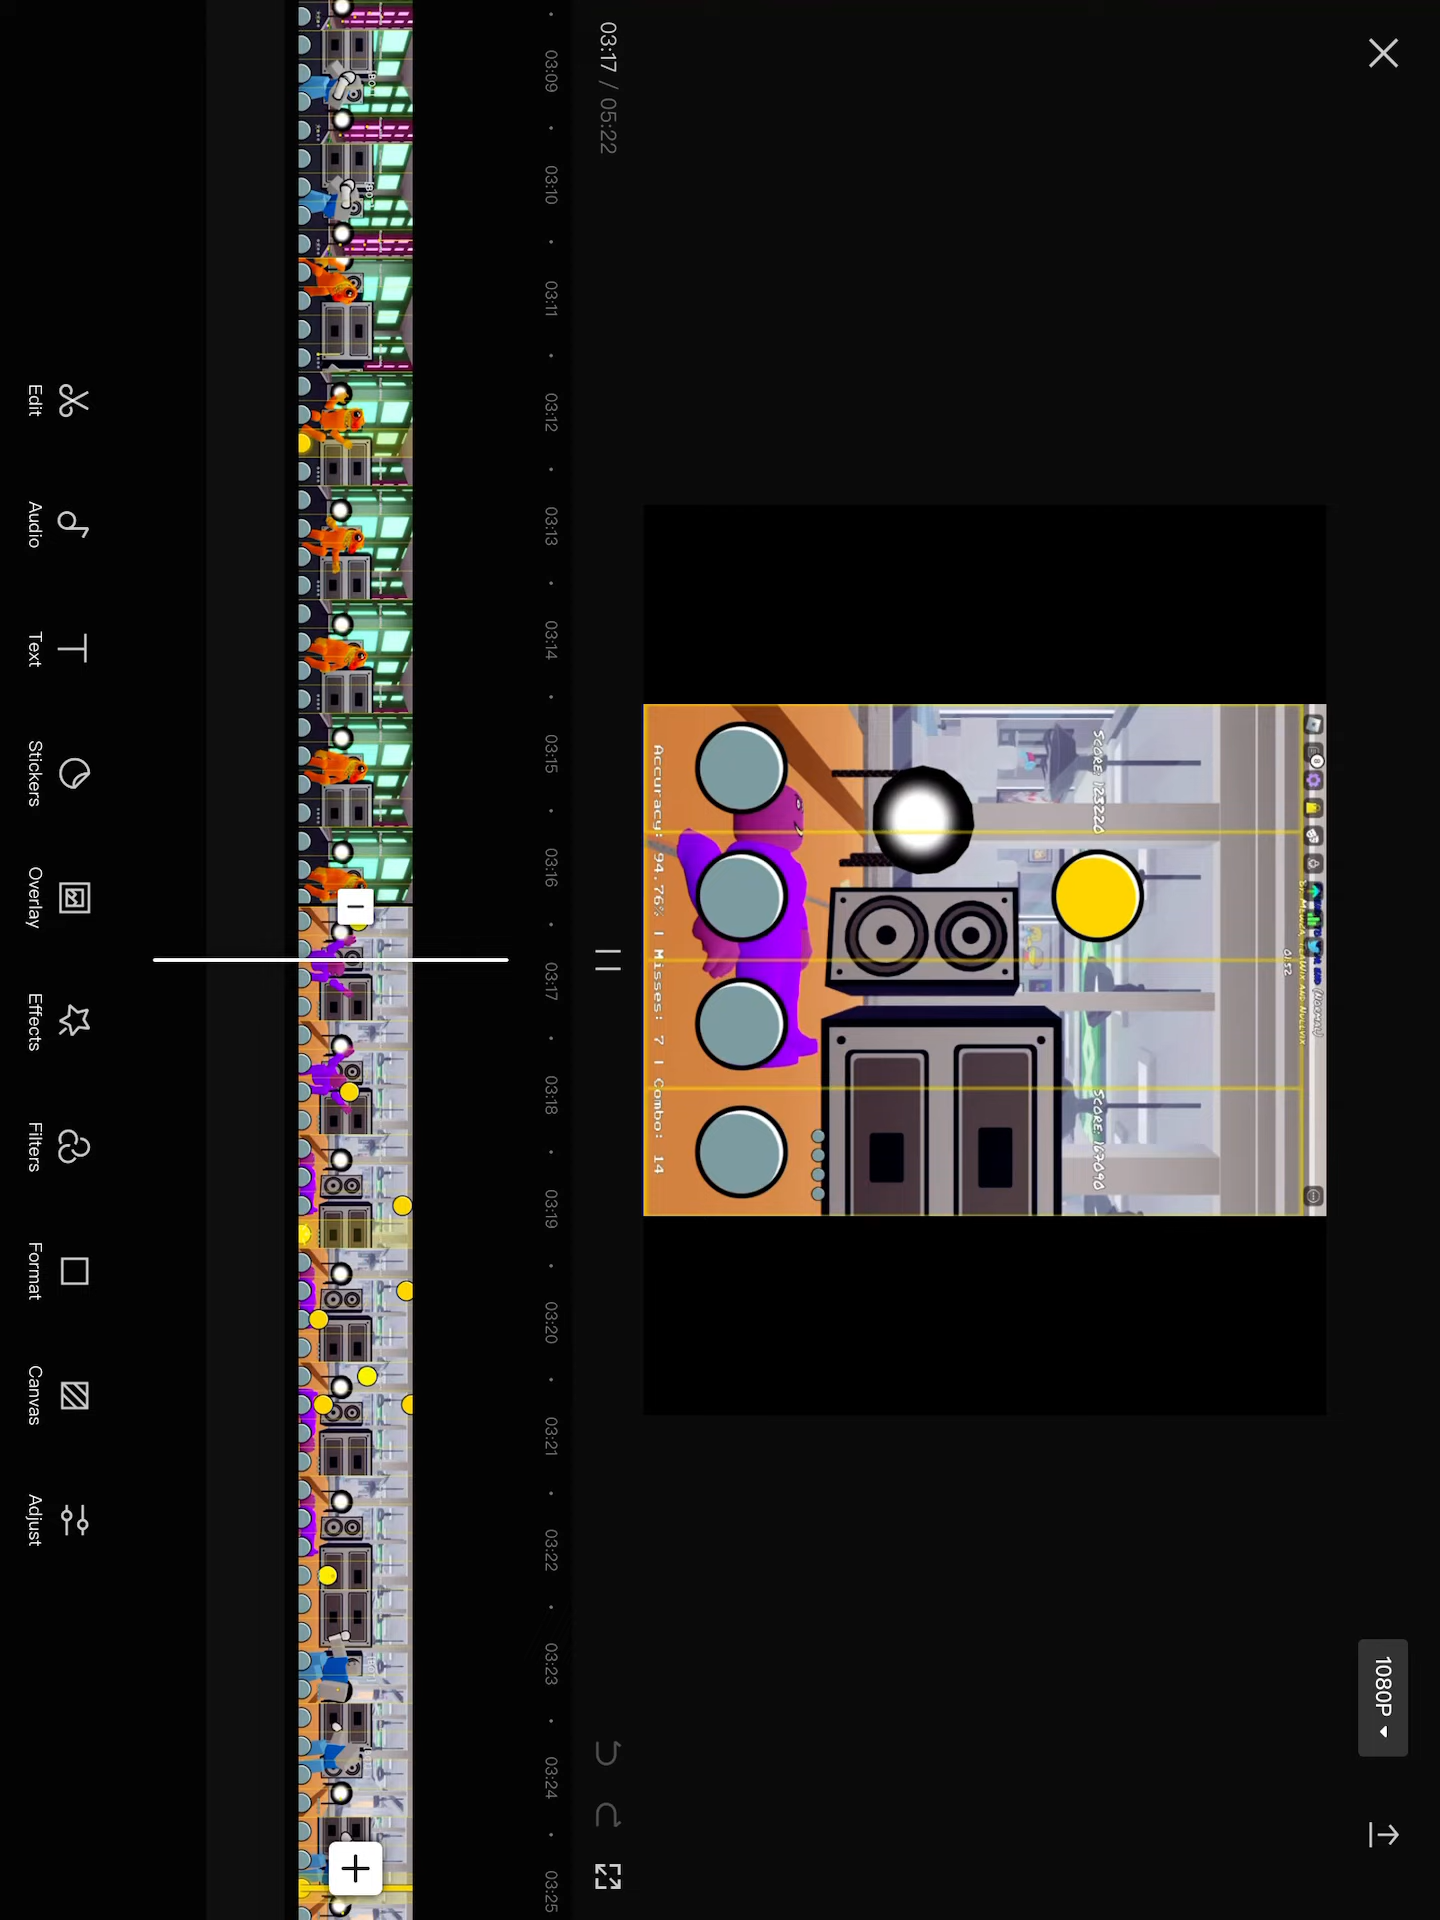 1080P
SCORE: 123220
SCORE: 167090
(NORMAL)
01:52
Accuracy: 94.76% | Misses: 7 | Combo: 14
03:17 / 05:22
03:09
03:10
03:11
03:12
03:13
03:14
03:15
03:16
03:17
03:18
03:19
03:20
03:21
03:22
03:23
03:24
03:25
Edit
Audio
Text
Stickers
Overlay
Effects
Filters
Format
Canvas
Adjust